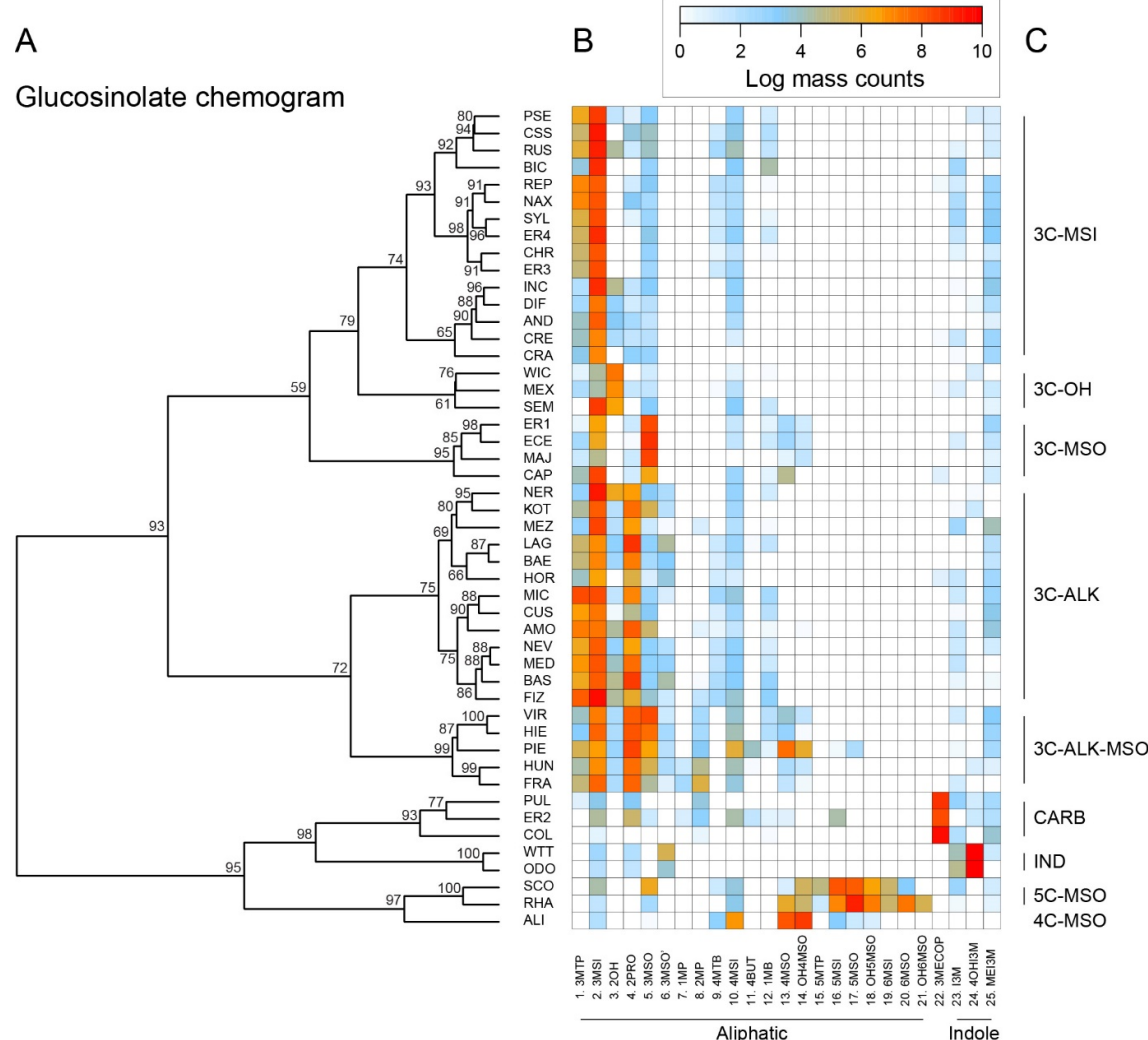 A
B
C
0 2 4 6 8 10
Log mass counts
Glucosinolate chemogram
80
94
92
93
91
91
98
96
91
74
96
88
90
65
79
76
61
59
98
85
95
93
95
80
69
87
66
75
88
90
75
88
88
86
72
100
87
99
99
77
93
98
100
95
100
97
PSE
CSS
RUS
BIC
REP
NAX
SYL
ER4
CHR
ER3
INC
DIF
AND
CRE
CRA
WIC
MEX
SEM
ER1
ECE
MAJ
CAP
NER
KOT
MEZ
LAG
BAE
HOR
MIC
CUS
AMO
NEV
MED
BAS
FIZ
VIR
HIE
PIE
HUN
FRA
PUL
ER2
COL
WTT
ODO
SCO
RHA
ALI
3C-MSI
3C-OH
3C-MSO
3C-ALK
3C-ALK-MSO
CARB
IND
5C-MSO
4C-MSO
1. 3MTP
2. 3MSI
3. 2OH
4. 2PRO
5. 3MSO
6. 3MSO'
7. 1MP
8. 2MP
9. 4MTB
10. 4MSI
11. 4BUT
12. 1MB
13. 4MSO
14. OH4MSO
15. 5MTP
16. 5MSI
17. 5MSO
18. OH5MSO
19. 6MSI
20. 6MSO
21. OH6MSO
22. 3MECOP
23. I3M
24. 4OHI3M
25. MEI3M
Aliphatic
Indole